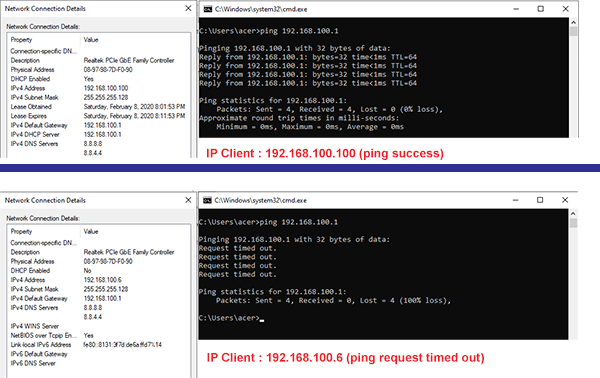 Network Connection Details
Network Connection Details:
Property Value
Connection-specific DN...
Description Realtek PCIe GbE Family Controller
Physical Address 08-97-98-7D-F0-90
DHCP Enabled Yes
IPv4 Address 192.168.100.100
IPv4 Subnet Mask 255.255.255.128
Lease Obtained Saturday, February 8, 2020 8:01:53 PM
Lease Expires Saturday, February 8, 2020 8:11:53 PM
IPv4 Default Gateway 192.168.100.1
IPv4 DHCP Server 192.168.100.1
IPv4 DNS Servers 8.8.8.8
8.8.4.4
C:\Windows\system32\cmd.exe
C:\Users\acer>ping 192.168.100.1
Pinging 192.168.100.1 with 32 bytes of data:
Reply from 192.168.100.1: bytes=32 time<1ms TTL=64
Reply from 192.168.100.1: bytes=32 time<1ms TTL=64
Reply from 192.168.100.1: bytes=32 time<1ms TTL=64
Reply from 192.168.100.1: bytes=32 time<1ms TTL=64
Ping statistics for 192.168.100.1:
Packets: Sent = 4, Received = 4, Lost = 0 (0% loss),
Approximate round trip times in milli-seconds:
Minimum = 0ms, Maximum = 0ms, Average = 0ms
IP Client : 192.168.100.100 (ping success)
Network Connection Details
Network Connection Details:
Property Value
Connection-specific DN...
Description Realtek PCIe GbE Family Controller
Physical Address 08-97-98-7D-F0-90
DHCP Enabled No
IPv4 Address 192.168.100.6
IPv4 Subnet Mask 255.255.255.128
IPv4 Default Gateway 192.168.100.1
IPv4 DNS Servers 8.8.8.8
8.8.4.4
IPv4 WINS Server
NetBIOS over Tcpip En... Yes
Link-local IPv6 Address fe80::8131:3f7d:de6a:ffd7%14
IPv6 Default Gateway
IPv6 DNS Server
C:\Windows\system32\cmd.exe
C:\Users\acer>ping 192.168.100.1
Pinging 192.168.100.1 with 32 bytes of data:
Request timed out.
Request timed out.
Request timed out.
Request timed out.
Ping statistics for 192.168.100.1:
Packets: Sent = 4, Received = 0, Lost = 4 (100% loss),
C:\Users\acer>_
IP Client : 192.168.100.6 (ping request timed out)